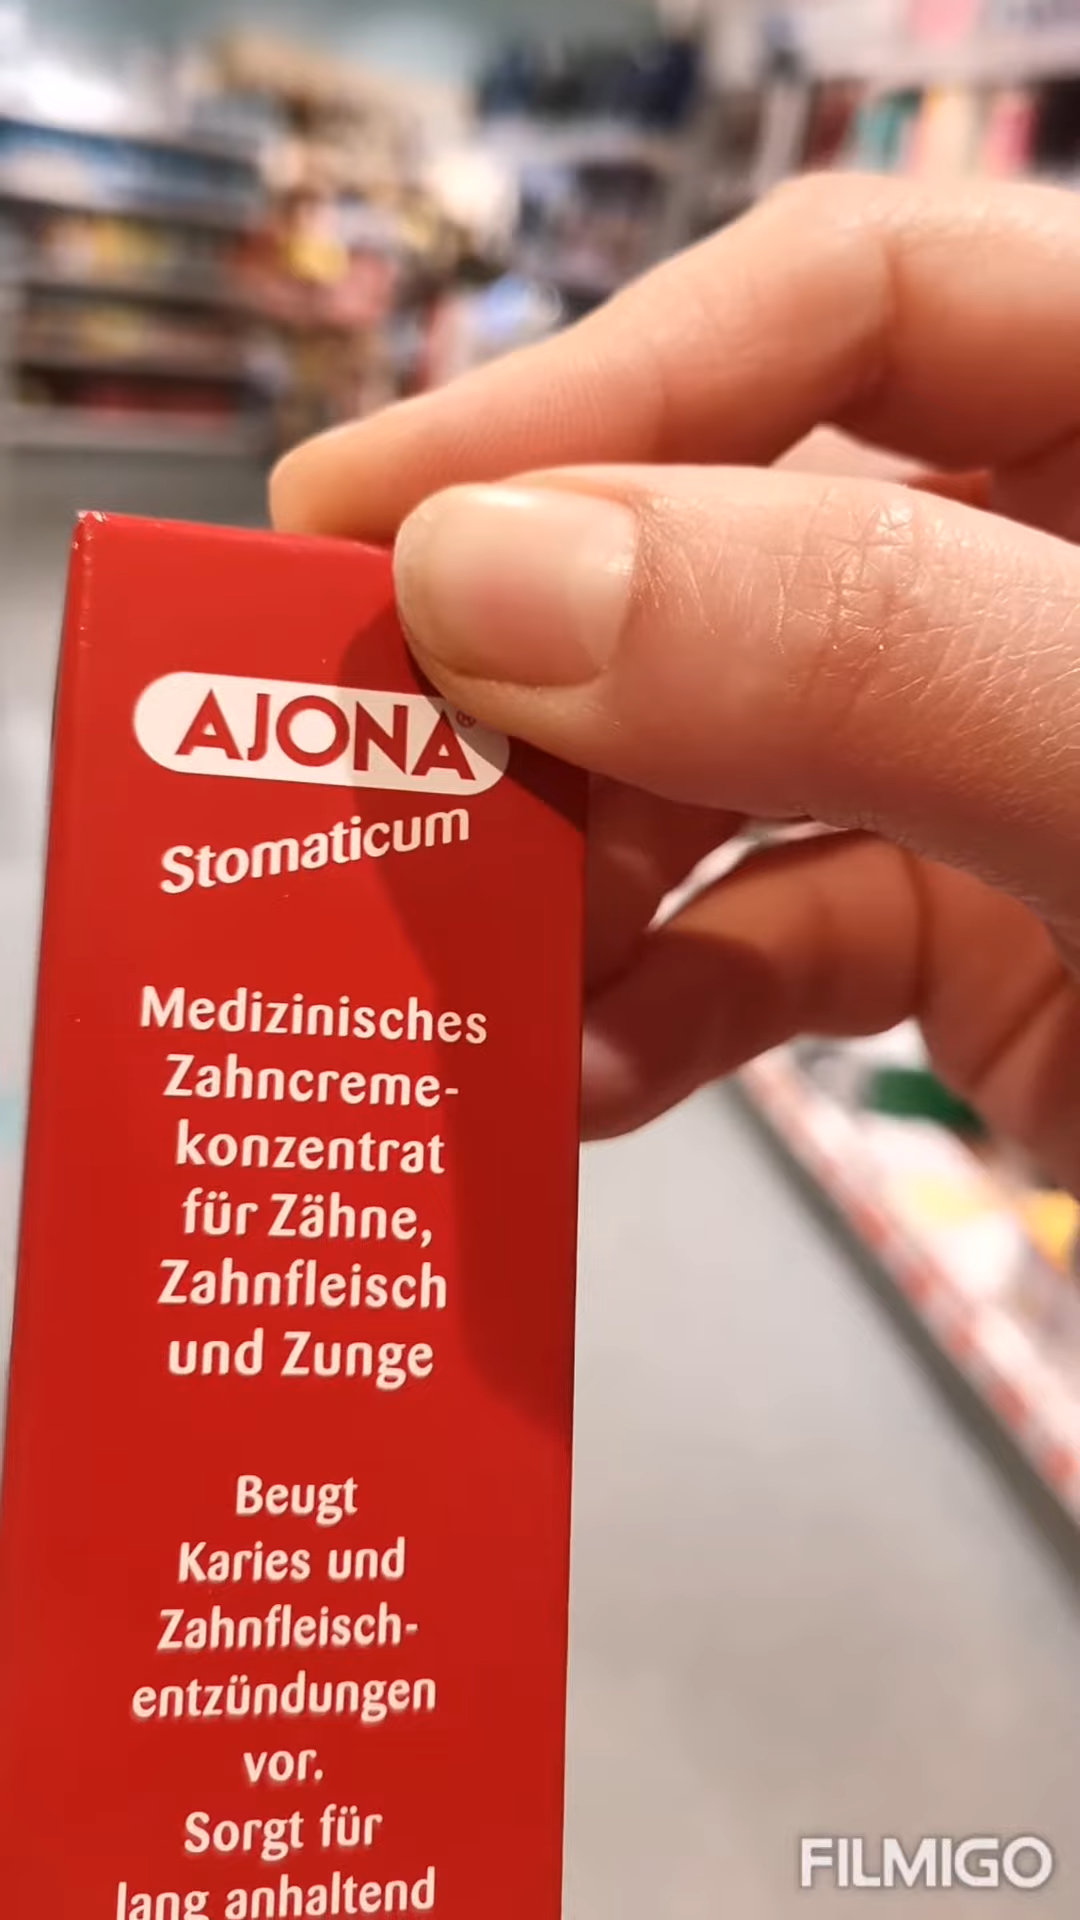 AJONA®
Stomaticum
Medizinisches
Zahncreme-
konzentrat
für Zähne,
Zahnfleisch
und Zunge
Beugt
Karies und
Zahnfleisch-
entzündungen
vor.
Sorgt für
lang anhaltend
FILMIGO